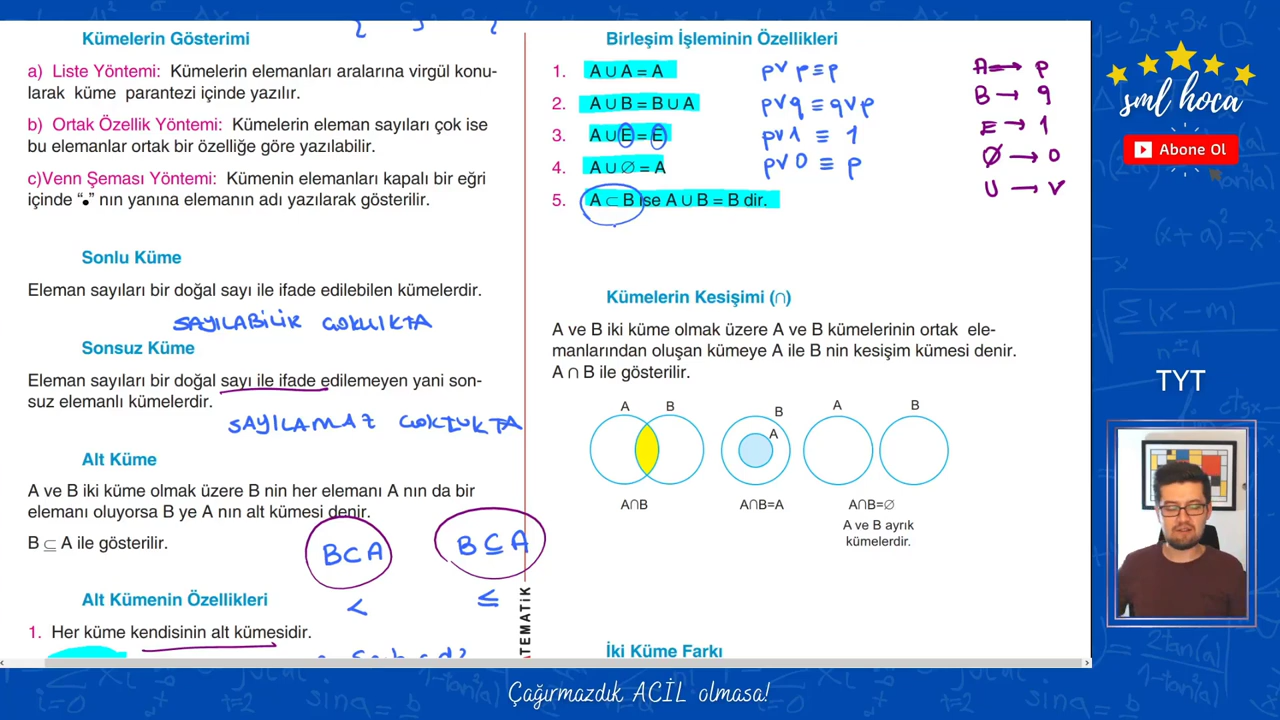 Kümelerin Gösterimi
a) Liste Yöntemi: Kümelerin elemanları aralarına virgül konu-
larak küme parantezi içinde yazılır.
b) Ortak Özellik Yöntemi: Kümelerin eleman sayıları çok ise
bu elemanlar ortak bir özelliğe göre yazılabilir.
c)Venn Şeması Yöntemi: Kümenin elemanları kapalı bir eğri
içinde “•” nın yanına elemanın adı yazılarak gösterilir.
Sonlu Küme
Eleman sayıları bir doğal sayı ile ifade edilebilen kümelerdir.
SAYILABİLİR ÇOKLUKTA
Sonsuz Küme
Eleman sayıları bir doğal sayı ile ifade edilemeyen yani son-
suz elemanlı kümelerdir.
SAYILAMAZ ÇOKLUKTA
Alt Küme
A ve B iki küme olmak üzere B nin her elemanı A nın da bir
elemanı oluyorsa B ye A nın alt kümesi denir.
B ⊆ A ile gösterilir.
B⊂A B⊆A
< ≤
Alt Kümenin Özellikleri
1. Her küme kendisinin alt kümesidir.
MATEMATİK
Birleşim İşleminin Özellikleri
1. A ∪ A = A p∨p≡p
2. A ∪ B = B ∪ A p∨q≡q∨p
3. A ∪ E = E p∨1≡1
4. A ∪ ∅ = A p∨0≡p
5. A ⊂ B ise A ∪ B = B dir.
A → p
B → q
E → 1
∅ → 0
∪ → ∨
Kümelerin Kesişimi (∩)
A ve B iki küme olmak üzere A ve B kümelerinin ortak ele-
manlarından oluşan kümeye A ile B nin kesişim kümesi denir.
A ∩ B ile gösterilir.
A B B A A B
A∩B A∩B=A A∩B=∅
A ve B ayrık
kümelerdir.
İki Küme Farkı
sml hoca
Abone Ol
TYT
Çağırmazdık ACİL olmasa!